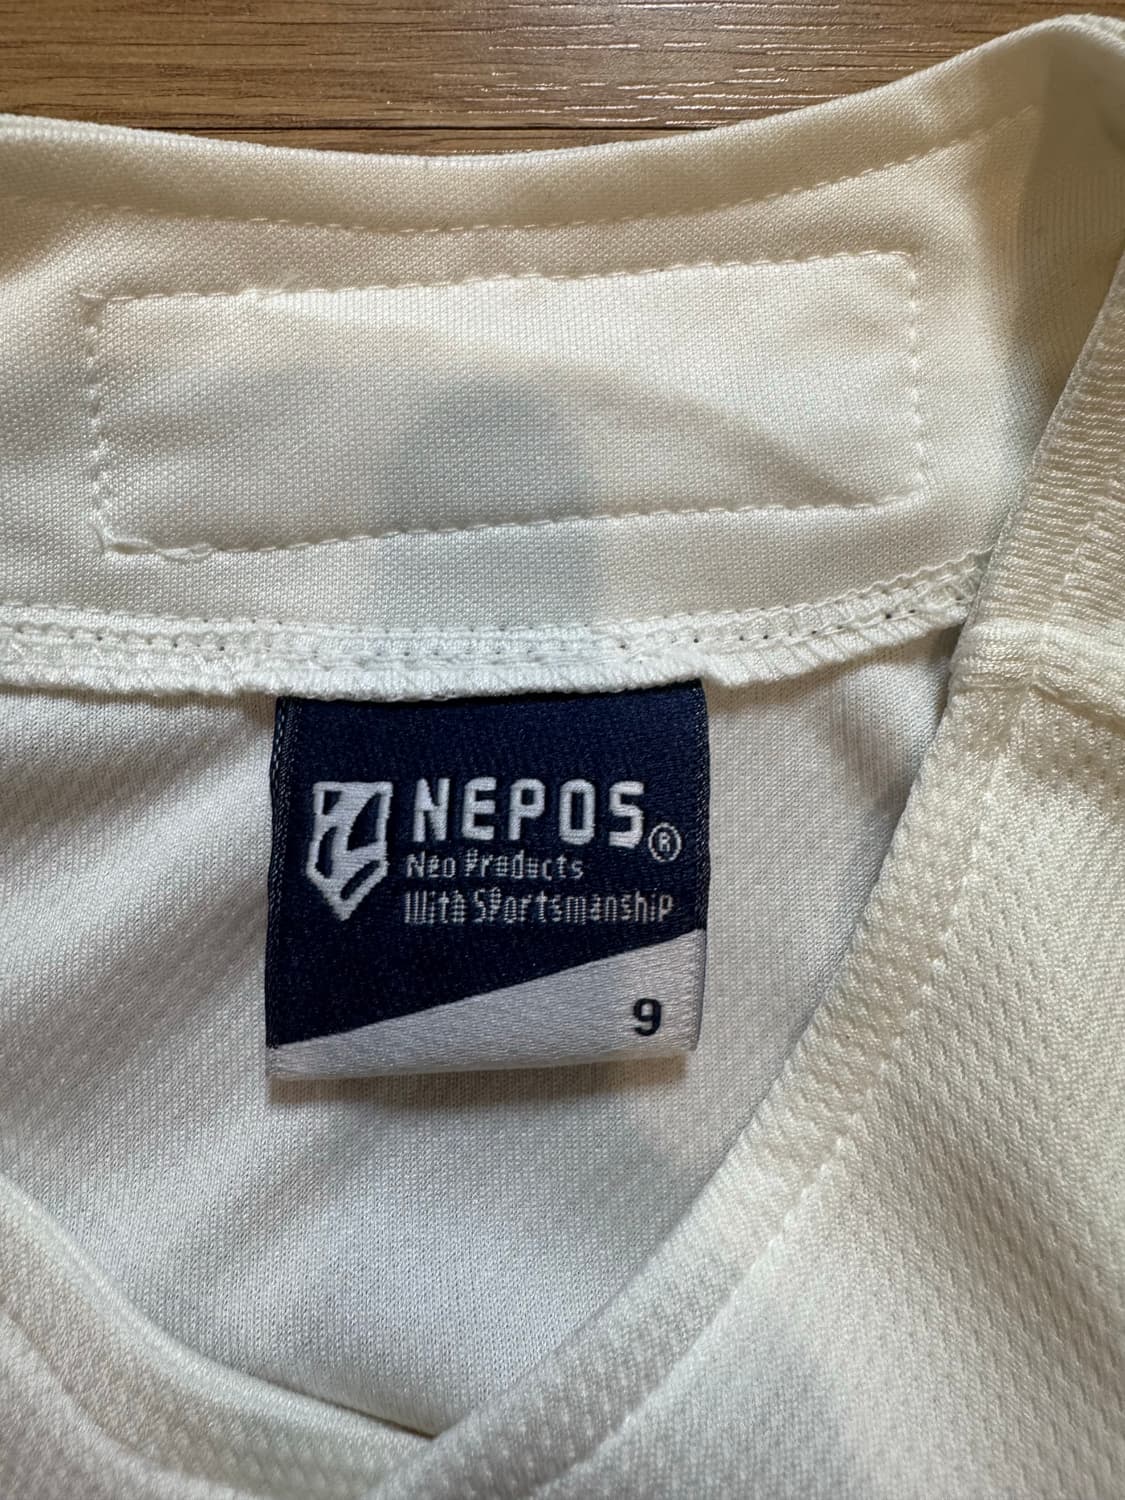 NEPOS®
Neo Products
With Sportsmanship
9